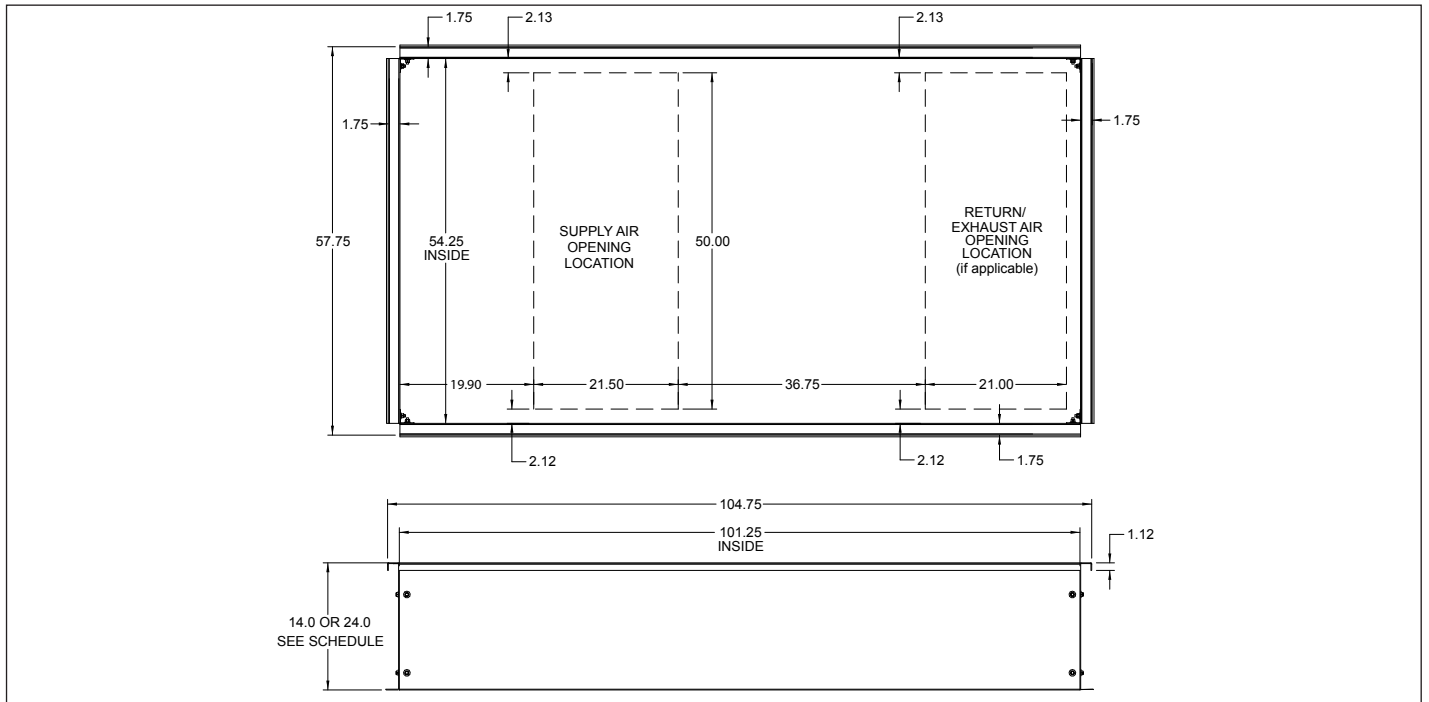 1.75
2.13
2.13
1.75
1.75
57.75
54.25
INSIDE
SUPPLY AIR
OPENING
LOCATION
50.00
RETURN/
EXHAUST AIR
OPENING
LOCATION
(if applicable)
19.90
21.50
36.75
21.00
2.12
2.12
1.75
104.75
101.25
INSIDE
1.12
14.0 OR 24.0
SEE SCHEDULE